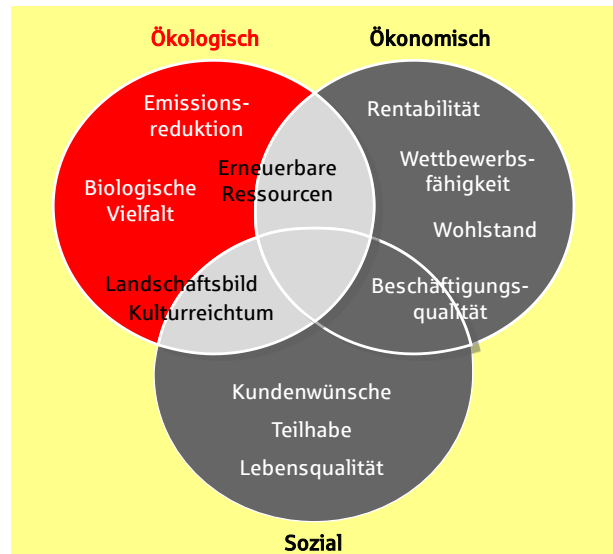 Ökologisch
Ökonomisch
Emissions-
reduktion
Rentabilität
Erneuerbare
Ressourcen
Wettbewerbs-
fähigkeit
Biologische
Vielfalt
Wohlstand
Landschaftsbild
Kulturreichtum
Beschäftigungs-
qualität
Kundenwünsche
Teilhabe
Lebensqualität
Sozial